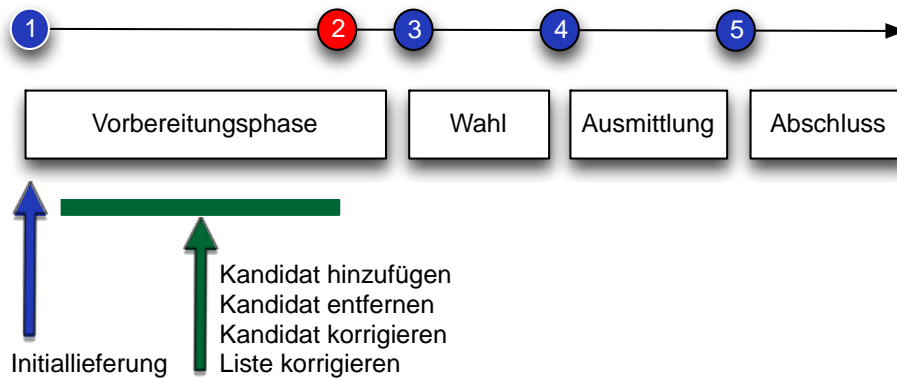 1 2 3 4 5
Vorbereitungsphase Wahl Ausmittlung Abschluss
Kandidat hinzufügen
Kandidat entfernen
Kandidat korrigieren
Initiallieferung Liste korrigieren